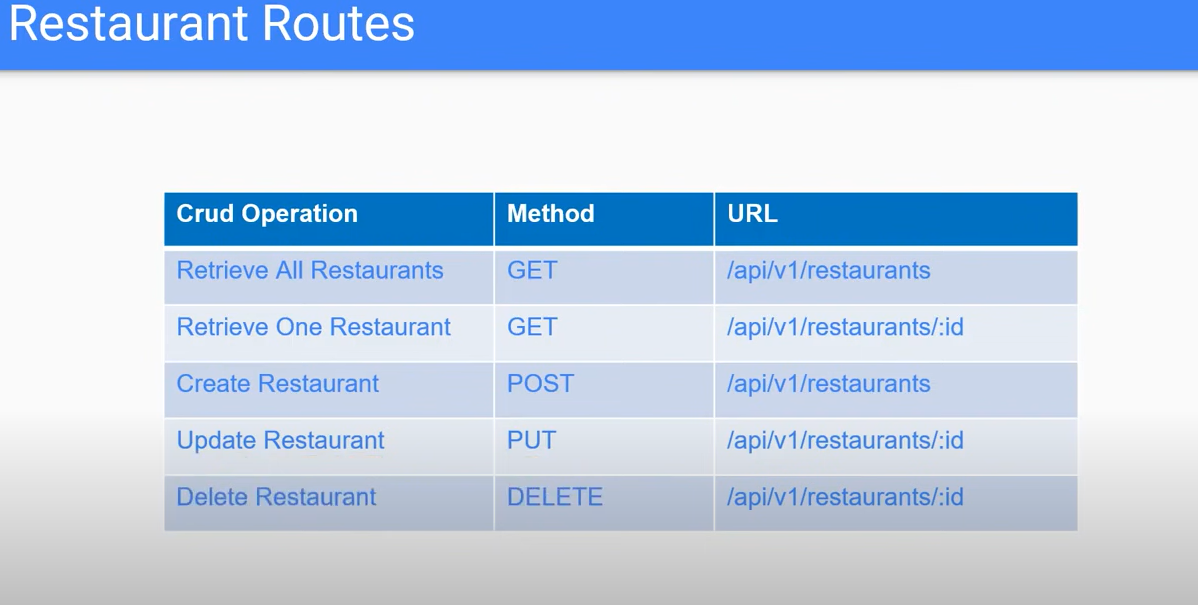 Restaurant Routes
Crud Operation Method URL
Retrieve All Restaurants GET /api/v1/restaurants
Retrieve One Restaurant GET /api/v1/restaurants/:id
Create Restaurant POST /api/v1/restaurants
Update Restaurant PUT /api/v1/restaurants/:id
Delete Restaurant DELETE /api/v1/restaurants/:id